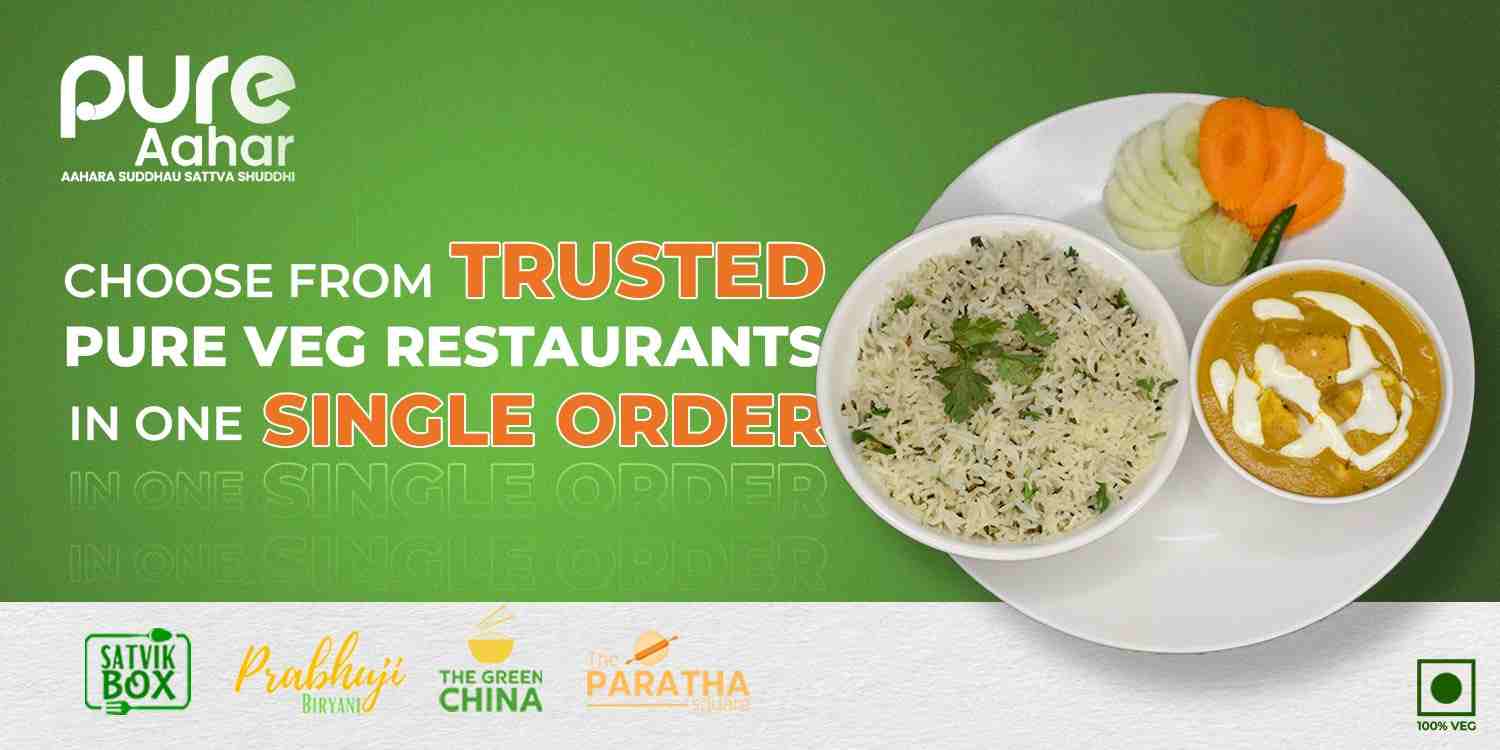 pure
Aahar
AAHARA SUDDHAU SATTVA SHUDDHI
CHOOSE FROM TRUSTED
PURE VEG RESTAURANTS
IN ONE SINGLE ORDER
IN ONE SINGLE ORDER
IN ONE SINGLE ORDER
SATVIK
BOX
Prabhuji
BIRYANI
THE GREEN
CHINA
The
PARATHA
square
100% VEG